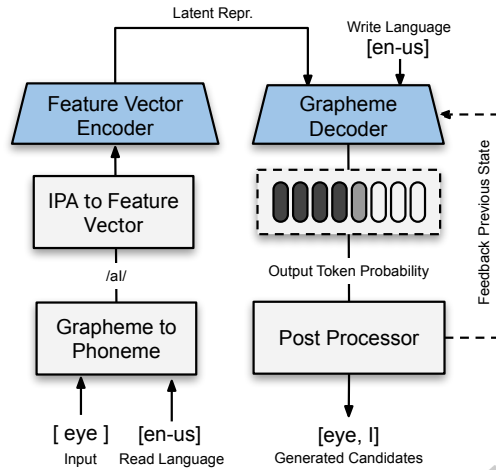 Latent Repr.
Write Language
[en-us]
Feature Vector
Encoder
Grapheme
Decoder
IPA to Feature
Vector
/aI/
Output Token Probability
Feedback Previous State
Grapheme to
Phoneme
Post Processor
[ eye ]
Input
[en-us]
Read Language
[eye, I]
Generated Candidates